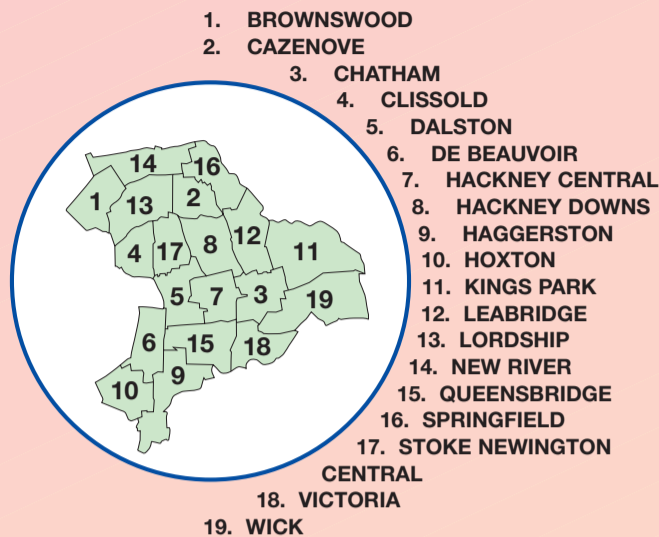 1. BROWNSWOOD
2. CAZENOVE
3. CHATHAM
4. CLISSOLD
5. DALSTON
6. DE BEAUVOIR
7. HACKNEY CENTRAL
8. HACKNEY DOWNS
9. HAGGERSTON
10. HOXTON
11. KINGS PARK
12. LEABRIDGE
13. LORDSHIP
14. NEW RIVER
15. QUEENSBRIDGE
16. SPRINGFIELD
17. STOKE NEWINGTON
CENTRAL
18. VICTORIA
19. WICK
14
16
1
13
2
4
17
8
12
11
5
7
3
19
6
15
18
10
9